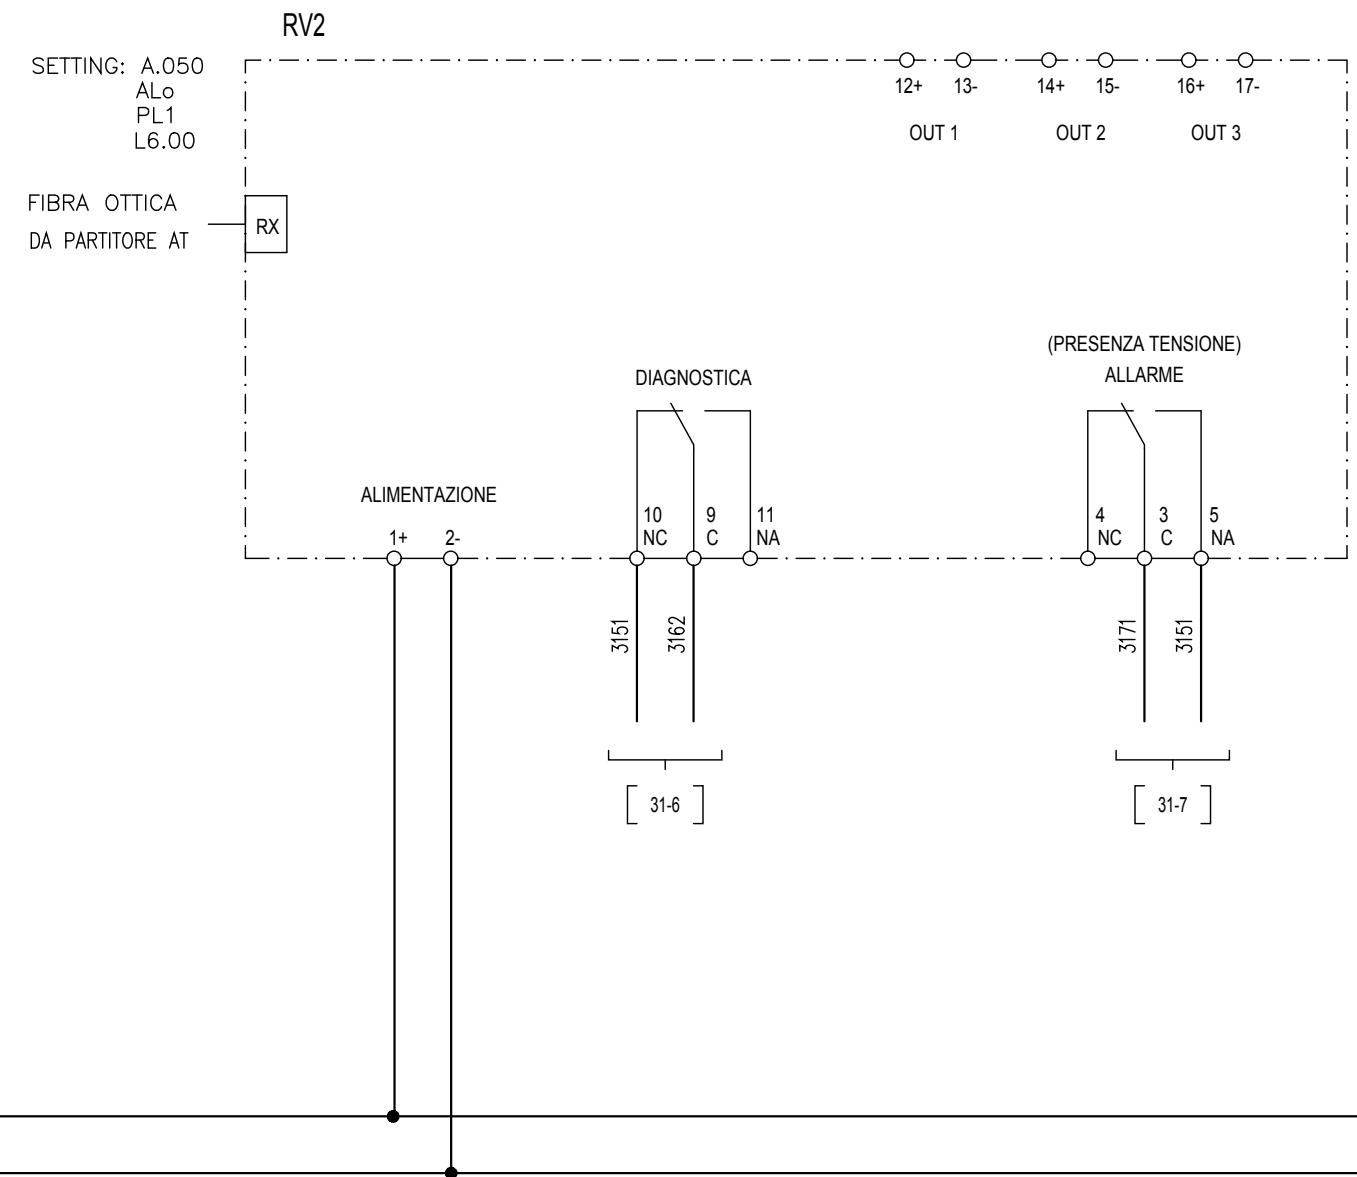 RV2
SETTING: A.050
ALo
PL1
L6.00
12+ 13- 14+ 15- 16+ 17-
OUT 1 OUT 2 OUT 3
FIBRA OTTICA
DA PARTITORE AT
RX
(PRESENZA TENSIONE)
ALLARME
DIAGNOSTICA
ALIMENTAZIONE
1+ 2-
10 9 11
NC C NA
4 3 5
NC C NA
3151 3162
3171 3151
31-6 31-7